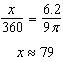 x/360 = 6.2/9π
x ≈ 79